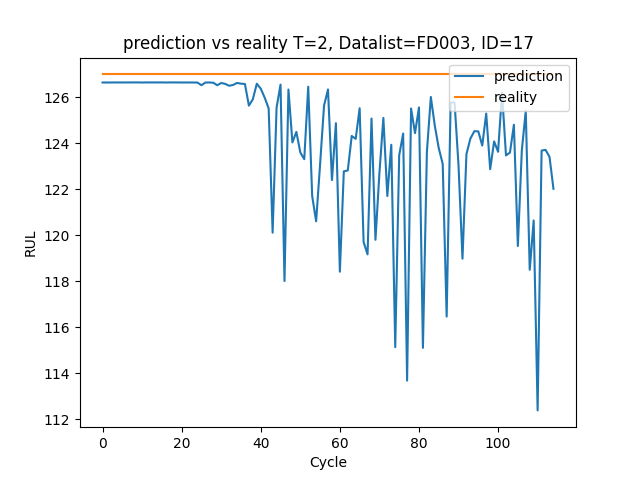 prediction vs reality T=2, Datalist=FD003, ID=17
prediction
reality
RUL
126
124
122
120
118
116
114
112
0 20 40 60 80 100
Cycle